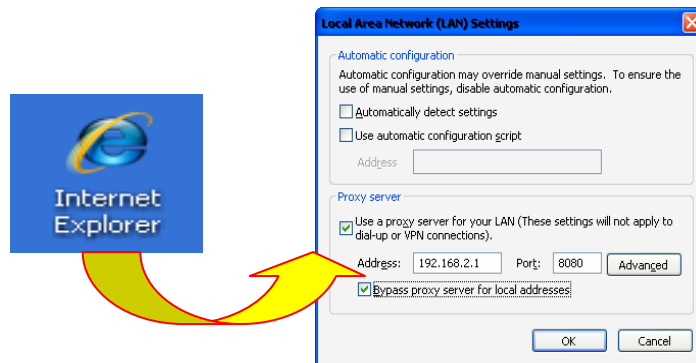 Internet
Explorer
Local Area Network (LAN) Settings
Automatic configuration
Automatic configuration may override manual settings. To ensure the
use of manual settings, disable automatic configuration.
Automatically detect settings
Use automatic configuration script
Address
Proxy server
Use a proxy server for your LAN (These settings will not apply to
dial-up or VPN connections).
Address: 192.168.2.1 Port: 8080 Advanced
Bypass proxy server for local addresses
OK Cancel